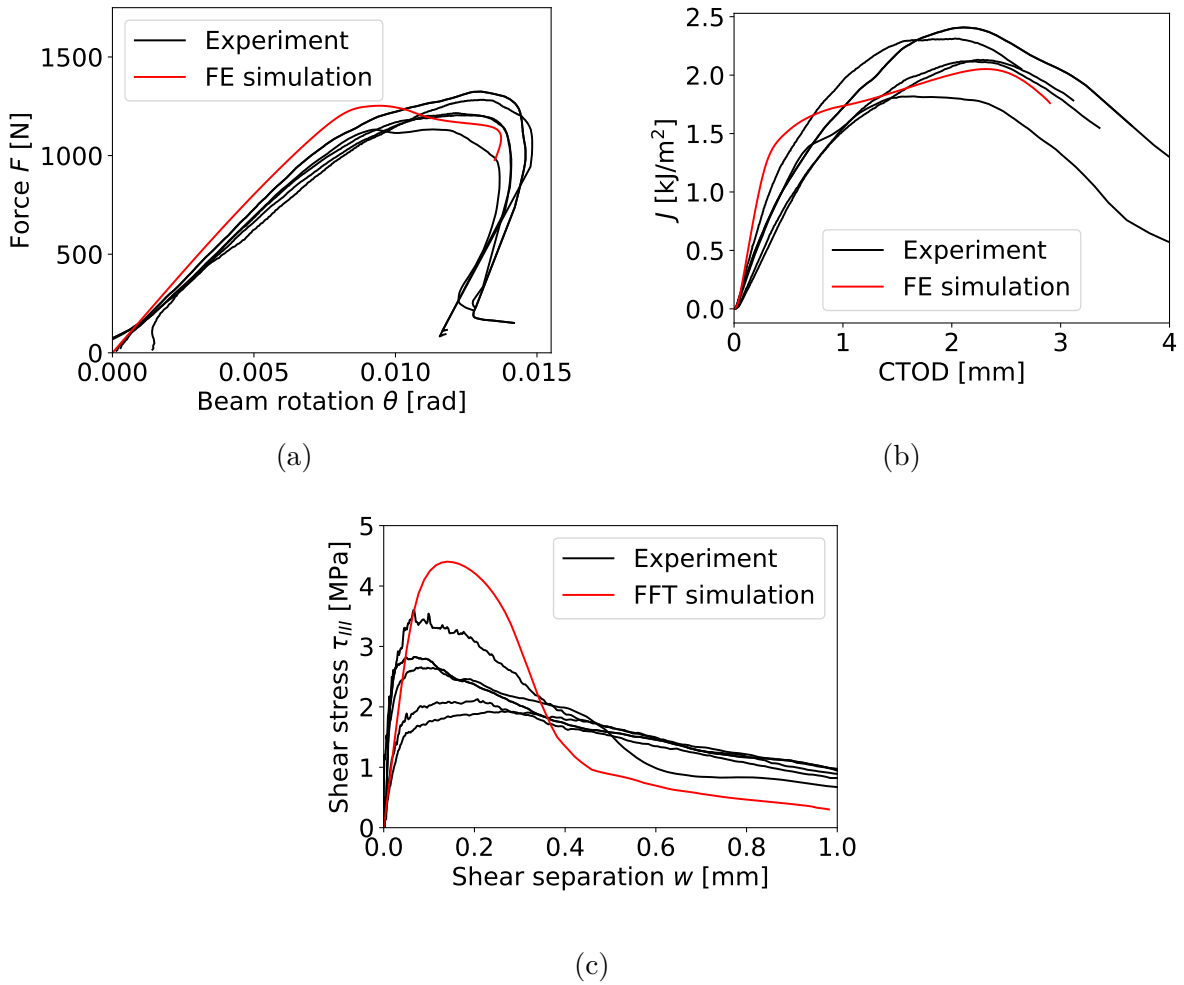 Experiment
FE simulation
1500
1000
500
0
0.000 0.005 0.010 0.015
Force F [N]
Beam rotation θ [rad]
(a)
2.5
2.0
1.5
1.0
0.5
0.0
0 1 2 3 4
J [kJ/m²]
CTOD [mm]
Experiment
FE simulation
(b)
5
4
3
2
1
0
0.0 0.2 0.4 0.6 0.8 1.0
Shear stress τIII [MPa]
Shear separation w [mm]
Experiment
FFT simulation
(c)